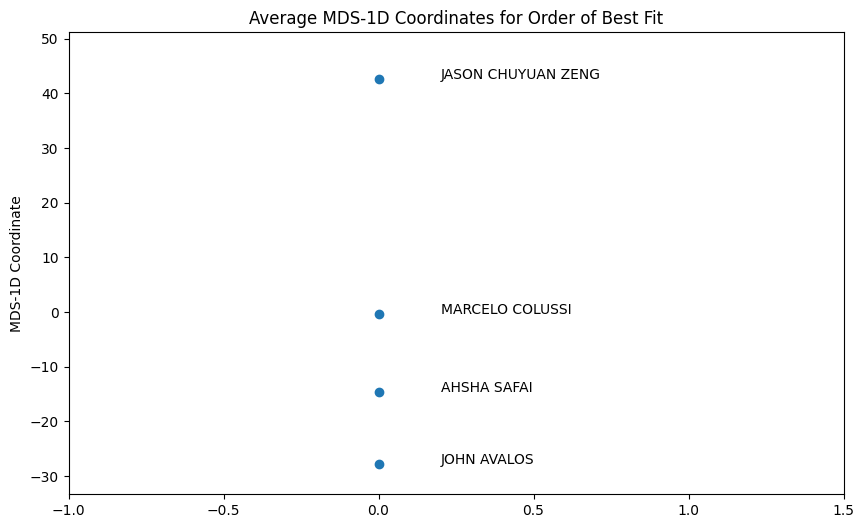 Average MDS-1D Coordinates for Order of Best Fit
50
JASON CHUYUAN ZENG
40
30
20
MDS-1D Coordinate
10
0
MARCELO COLUSSI
−10
AHSHA SAFAI
−20
JOHN AVALOS
−30
−1.0 −0.5 0.0 0.5 1.0 1.5